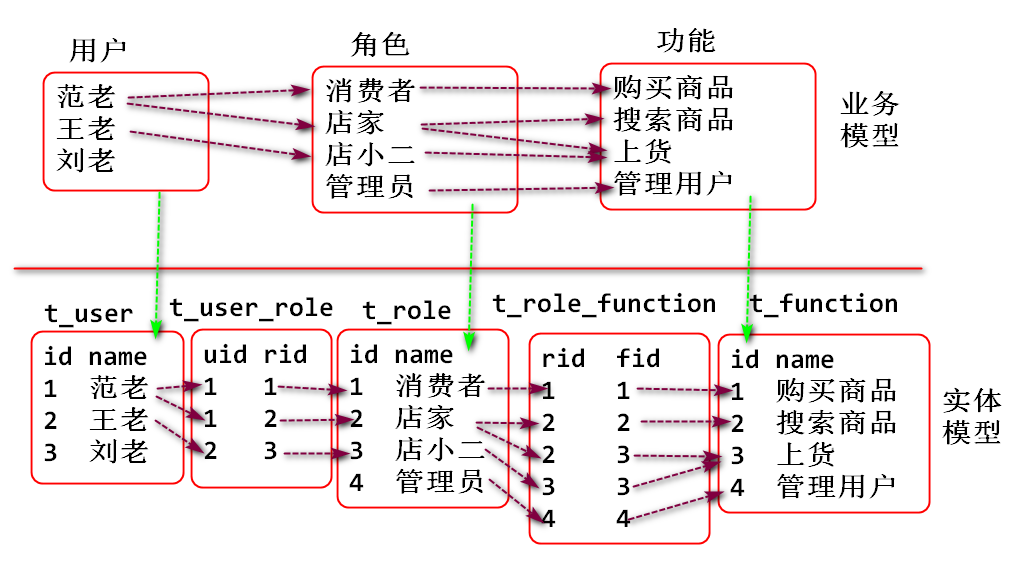 用户
角色
功能
范老
王老
刘老
消费者
店家
店小二
管理员
购买商品
搜索商品
上货
管理用户
业务
模型
t_user
id name
1 范老
2 王老
3 刘老
t_user_role
uid rid
1 1
1 2
2 3
t_role
id name
1 消费者
2 店家
3 店小二
4 管理员
t_role_function
rid fid
1 1
2 2
2 3
3 3
4 4
t_function
id name
1 购买商品
2 搜索商品
3 上货
4 管理用户
实体
模型